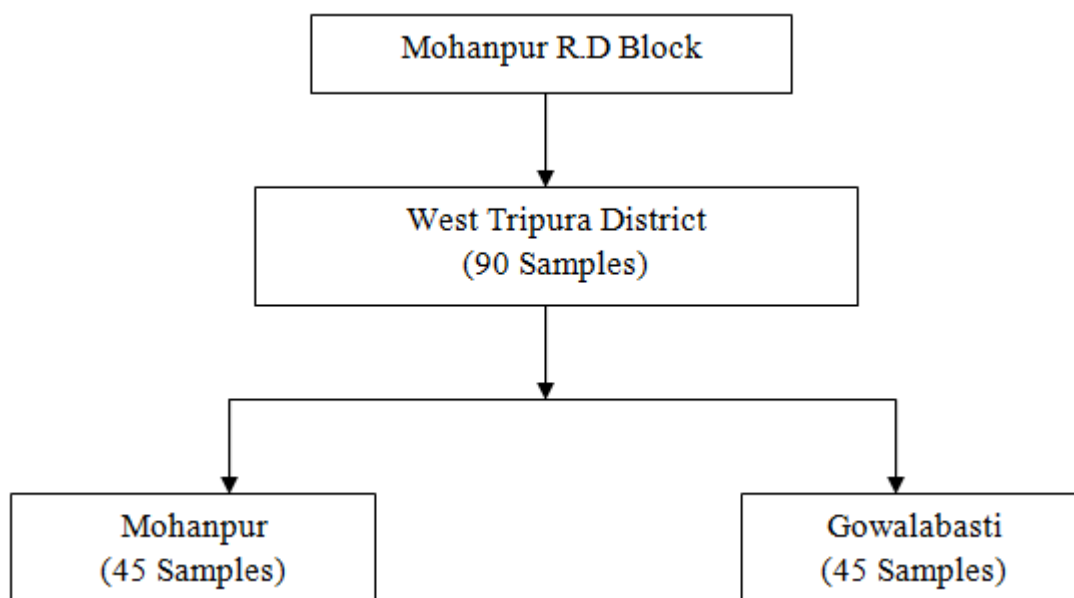 Mohanpur R.D Block
West Tripura District
(90 Samples)
Mohanpur
(45 Samples)
Gowalabasti
(45 Samples)